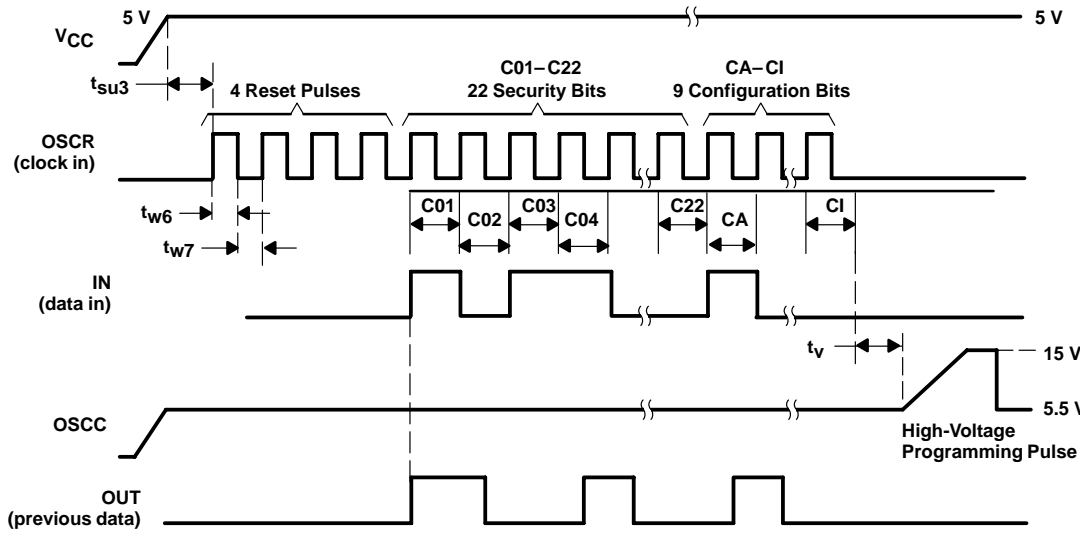 5 V
5 V
VCC
tsu3
C01–C22
22 Security Bits
CA–CI
9 Configuration Bits
4 Reset Pulses
OSCR
(clock in)
tw6
C01
C02
C03
C04
C22
CA
CI
tw7
IN
(data in)
tv
15 V
OSCC
5.5 V
High-Voltage
Programming Pulse
OUT
(previous data)